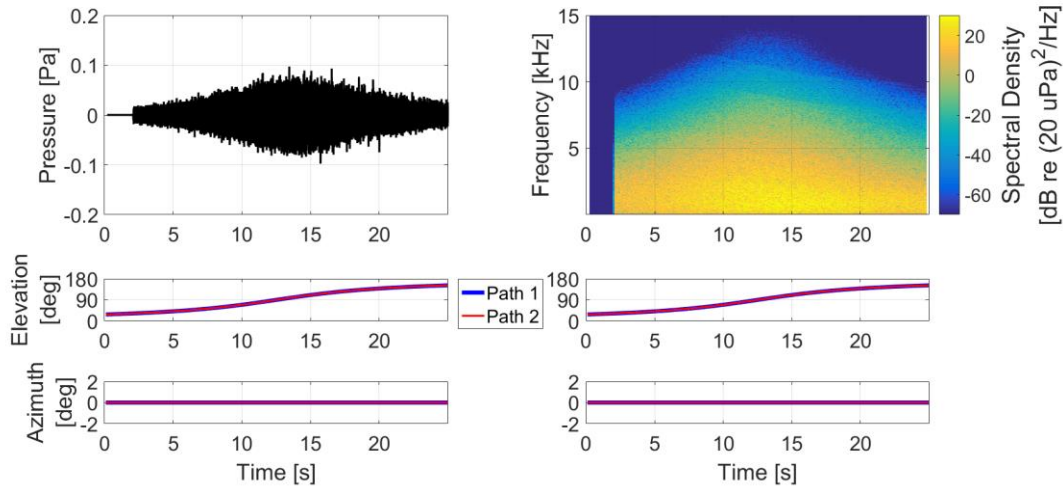 0.2
0.1
0
-0.1
-0.2
Pressure [Pa]
0 5 10 15 20
15
10
5
Frequency [kHz]
0 5 10 15 20
20
0
-20
-40
-60
Spectral Density
[dB re (20 uPa)²/Hz]
180
90
0
Elevation
[deg]
0 5 10 15 20
Path 1
Path 2
180
90
0
0 5 10 15 20
2
0
-2
Azimuth
[deg]
0 5 10 15 20
Time [s]
2
0
-2
0 5 10 15 20
Time [s]